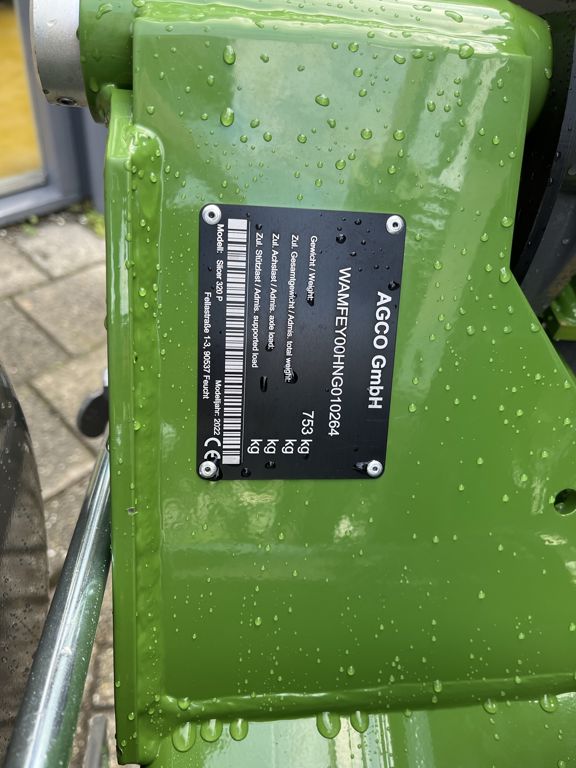 AGCO GmbH
WAMFEY00HNG010264
Gewicht / Weight: 753 kg
Zul. Gesamtgewicht / Admis. total weight: kg
Zul. Achslast / Admis. axle load: kg
Zul. Stützlast / Admis. supported load kg
Modell: Slicer 320 P Modelljahr: 2022
Fellastraße 1-3, 90537 Feucht CE